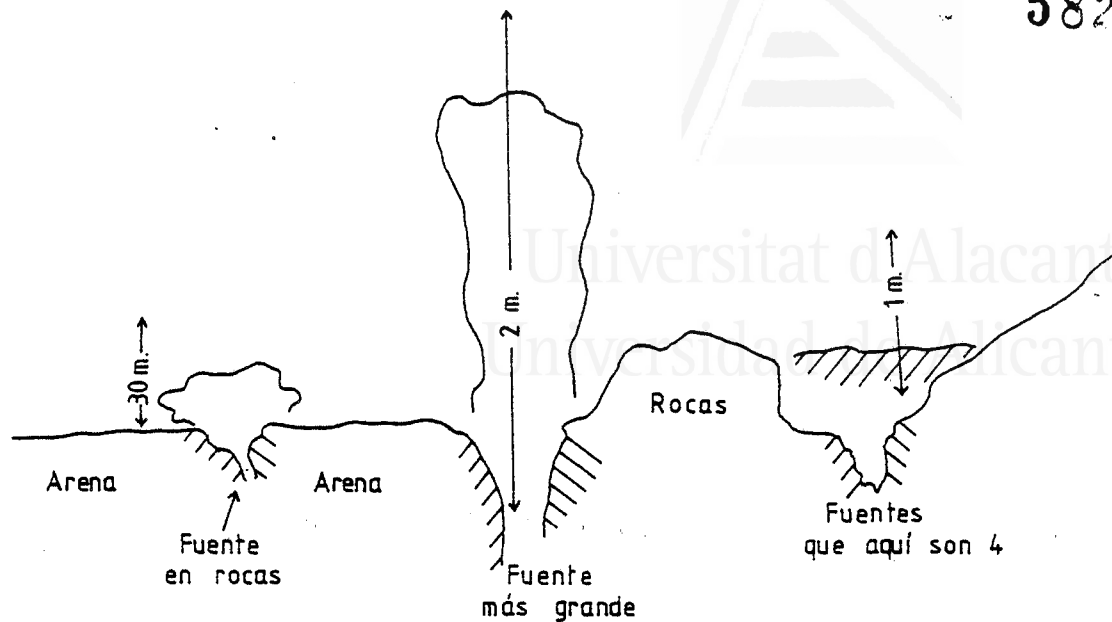 582
Universitat d'Alacant
Universidad de Alicante
30 m.
2 m.
1 m.
Arena
Arena
Rocas
Fuente
en rocas
Fuente
más grande
Fuentes
que aquí son 4